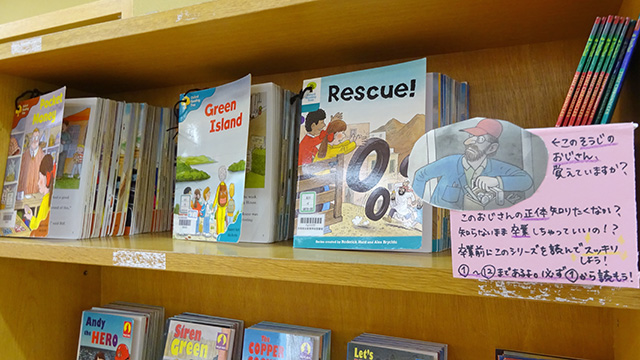 Pocket
Money
Green
Island
Rescue!
Series created by Roderick Hunt and Alex Brychta
←このそうじの
おじさん、
覚えていますか?
このおじさんの正体知りたくない?
知らないまま卒業しちゃっていいの!?
卒業前にこのシリーズを読んでスッキリ
しよう!
①〜⑫まであるよ。必ず①から読もう!
Andy
the HERO
Siren
Green
The
COPPER
Let's